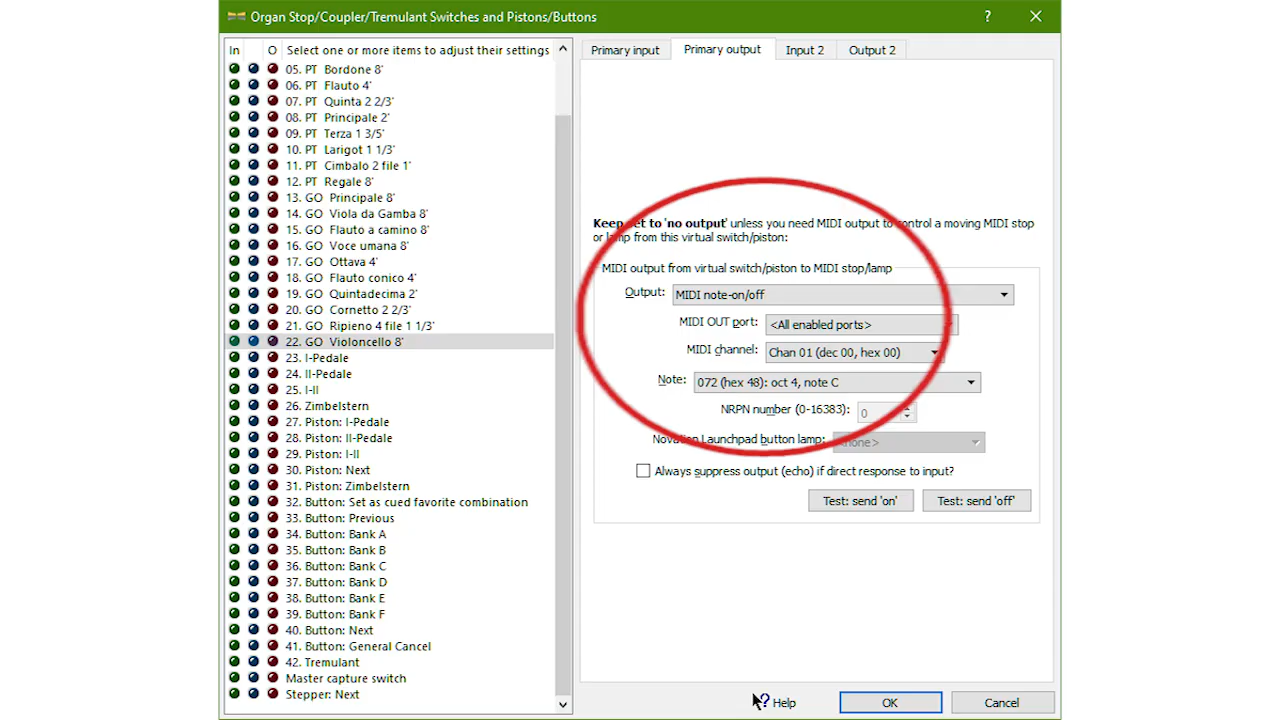 Organ Stop/Coupler/Tremulant Switches and Pistons/Buttons ?
In O Select one or more items to adjust their settings
05. PT Bordone 8'
06. PT Flauto 4'
07. PT Quinta 2 2/3'
08. PT Principale 2'
09. PT Terza 1 3/5'
10. PT Larigot 1 1/3'
11. PT Cimbalo 2 file 1'
12. PT Regale 8'
13. GO Principale 8'
14. GO Viola da Gamba 8'
15. GO Flauto a camino 8'
16. GO Voce umana 8'
17. GO Ottava 4'
18. GO Flauto conico 4'
19. GO Quintadecima 2'
20. GO Cornetto 2 2/3'
21. GO Ripieno 4 file 1 1/3'
22. GO Violoncello 8'
23. I-Pedale
24. II-Pedale
25. I-II
26. Zimbelstern
27. Piston: I-Pedale
28. Piston: II-Pedale
29. Piston: I-II
30. Piston: Next
31. Piston: Zimbelstern
32. Button: Set as cued favorite combination
33. Button: Previous
34. Button: Bank A
35. Button: Bank B
36. Button: Bank C
37. Button: Bank D
38. Button: Bank E
39. Button: Bank F
40. Button: Next
41. Button: General Cancel
42. Tremulant
Master capture switch
Stepper: Next
Primary input Primary output Input 2 Output 2
Keep set to 'no output' unless you need MIDI output to control a moving MIDI stop
or lamp from this virtual switch/piston:
MIDI output from virtual switch/piston to MIDI stop/lamp
Output: MIDI note-on/off
MIDI OUT port: <All enabled ports>
MIDI channel: Chan 01 (dec 00, hex 00)
Note: 072 (hex 48): oct 4, note C
NRPN number (0-16383): 0
Novation Launchpad button lamp: <none>
Always suppress output (echo) if direct response to input?
Test: send 'on' Test: send 'off'
? Help OK Cancel